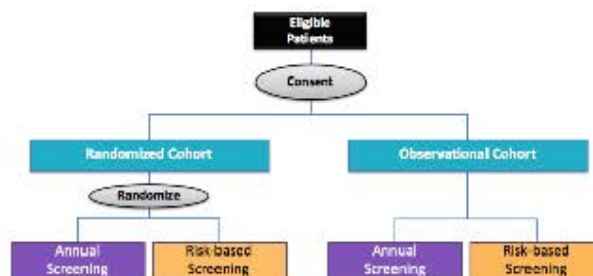 Eligible
Patients
Consent
Randomized Cohort
Observational Cohort
Randomize
Annual
Screening
Risk-based
Screening
Annual
Screening
Risk-based
Screening